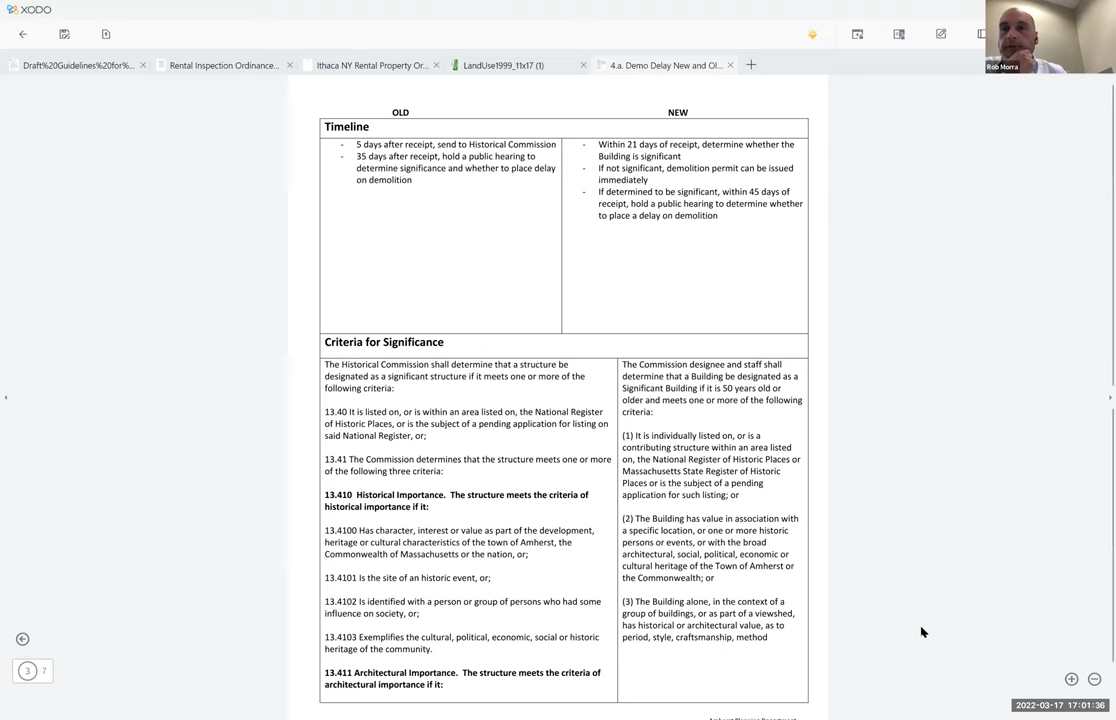 XODO
Draft%20Guidelines%20for%...
Rental Inspection Ordinance...
Ithaca NY Rental Property Or...
LandUse1999_11x17 (1)
4.a. Demo Delay New and Ol...
Rob Morra
OLD
NEW
Timeline
- 5 days after receipt, send to Historical Commission
- 35 days after receipt, hold a public hearing to
determine significance and whether to place delay
on demolition
- Within 21 days of receipt, determine whether the
Building is significant
- If not significant, demolition permit can be issued
immediately
- If determined to be significant, within 45 days of
receipt, hold a public hearing to determine whether
to place a delay on demolition
Criteria for Significance
The Historical Commission shall determine that a structure be
designated as a significant structure if it meets one or more of the
following criteria:
13.40 It is listed on, or is within an area listed on, the National Register
of Historic Places, or is the subject of a pending application for listing on
said National Register, or;
13.41 The Commission determines that the structure meets one or more
of the following three criteria:
13.410 Historical Importance. The structure meets the criteria of
historical importance if it:
13.4100 Has character, interest or value as part of the development,
heritage or cultural characteristics of the town of Amherst, the
Commonwealth of Massachusetts or the nation, or;
13.4101 Is the site of an historic event, or;
13.4102 Is identified with a person or group of persons who had some
influence on society, or;
13.4103 Exemplifies the cultural, political, economic, social or historic
heritage of the community.
13.411 Architectural Importance. The structure meets the criteria of
architectural importance if it:
The Commission designee and staff shall
determine that a Building be designated as a
Significant Building if it is 50 years old or
older and meets one or more of the following
criteria:
(1) It is individually listed on, or is a
contributing structure within an area listed
on, the National Register of Historic Places or
Massachusetts State Register of Historic
Places or is the subject of a pending
application for such listing; or
(2) The Building has value in association with
a specific location, or one or more historic
persons or events, or with the broad
architectural, social, political, economic or
cultural heritage of the Town of Amherst or
the Commonwealth; or
(3) The Building alone, in the context of a
group of buildings, or as part of a viewshed,
has historical or architectural value, as to
period, style, craftsmanship, method
3 7
2022-03-17 17:01:36
Amherst Planning Department